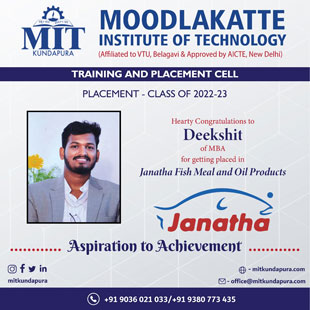 MIT
KUNDAPURA
MOODLAKATTE
INSTITUTE OF TECHNOLOGY
(Affiliated to VTU, Belagavi & Approved by AICTE, New Delhi)
TRAINING AND PLACEMENT CELL
PLACEMENT - CLASS OF 2022-23
Hearty Congratulations to
Deekshit
of MBA
for getting placed in
Janatha Fish Meal and Oil Products
Janatha
Aspiration to Achievement
mitkundapura
- mitkundapura.com
- office@mitkundapura.com
+91 9036 021 033/+91 9380 773 435